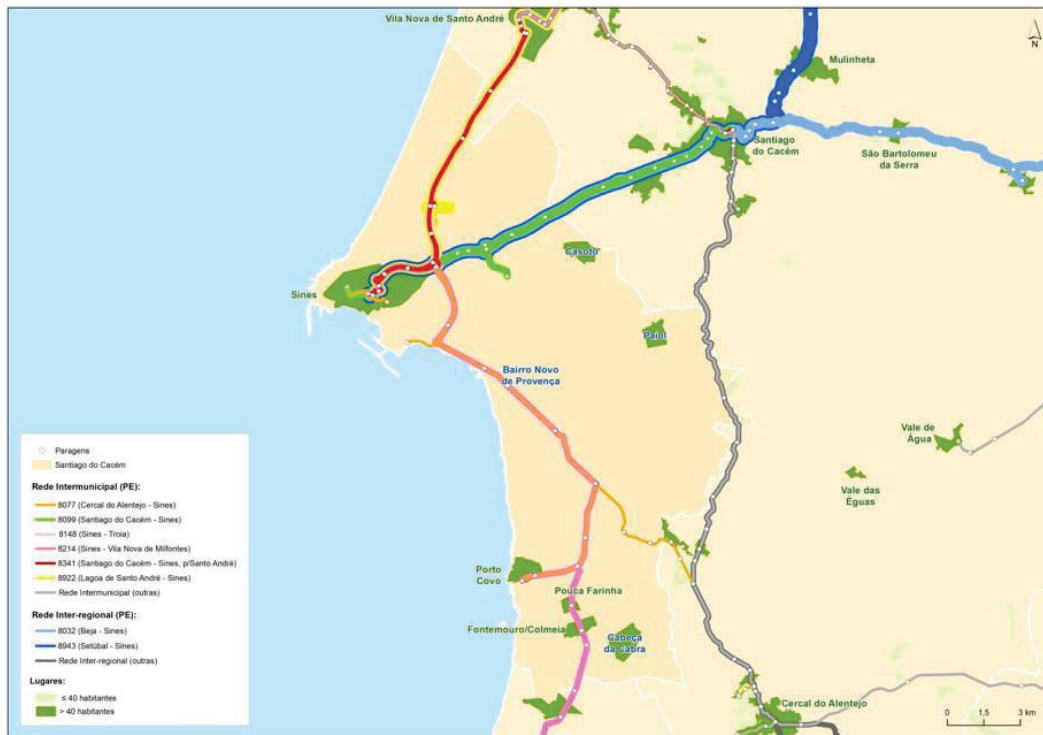 Vila Nova de Santo André
N
Mulinheta
Santiago
do Cacém
São Bartolomeu
da Serra
Casoto
Sines
Paiol
Bairro Novo
de Provença
Vale de
Água
Vale das
Éguas
Porto
Covo
Pouca Farinha
Fontemouro/Colmeia
Cabeça
da Cabra
Cercal do Alentejo
0 1,5 3 km
Paragens
Santiago do Cacém
Rede Intermunicipal (PE):
8077 (Cercal do Alentejo - Sines)
8099 (Santiago do Cacém - Sines)
8148 (Sines - Troia)
8214 (Sines - Vila Nova de Milfontes)
8341 (Santiago do Cacém - Sines, p/Santo André)
8922 (Lagoa de Santo André - Sines)
Rede Intermunicipal (outras)
Rede Inter-regional (PE):
8032 (Beja - Sines)
8943 (Setúbal - Sines)
Rede Inter-regional (outras)
Lugares:
≤ 40 habitantes
> 40 habitantes